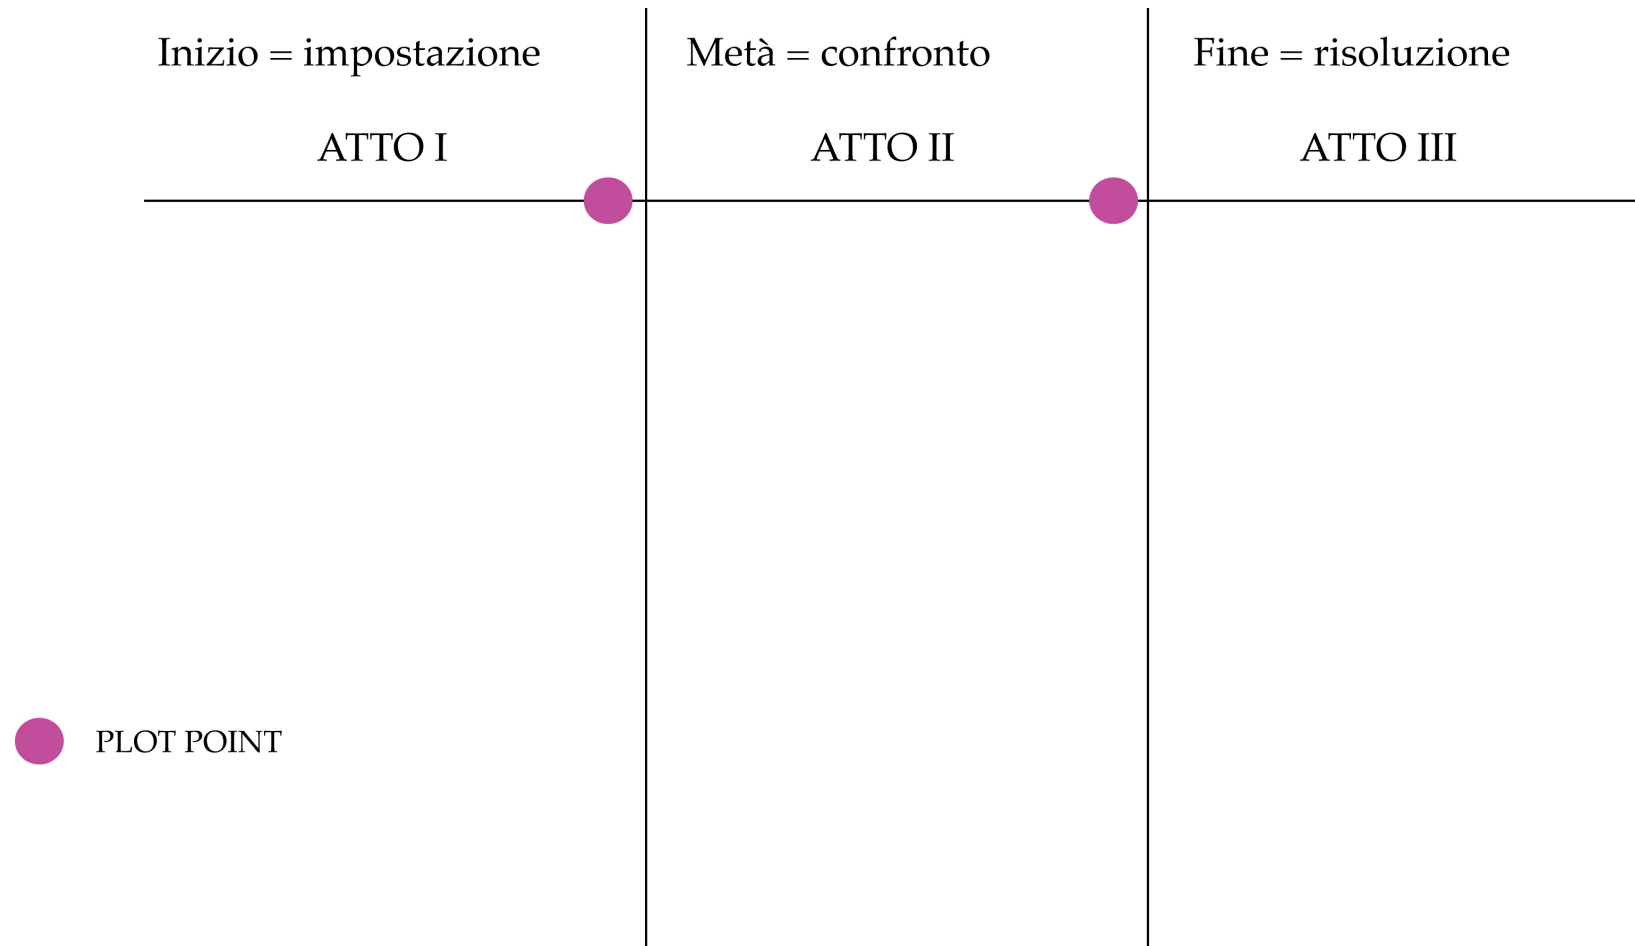 Inizio = impostazione
Metà = confronto
Fine = risoluzione
ATTO I
ATTO II
ATTO III
PLOT POINT